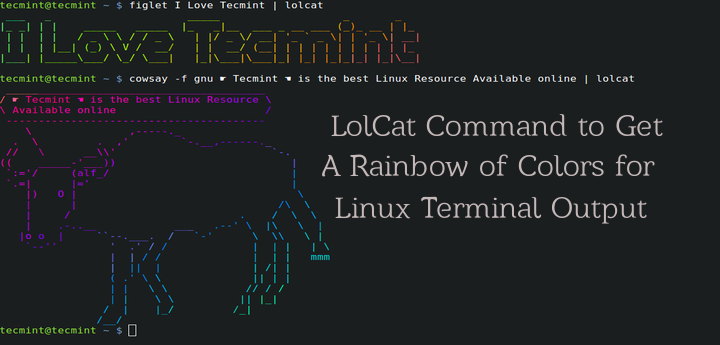 tecmint@tecmint ~ $ figlet I Love Tecmint | lolcat
I Love Tecmint
tecmint@tecmint ~ $ cowsay -f gnu ☛ Tecmint ☚ is the best Linux Resource Available online | lolcat
/ ☛ Tecmint ☚ is the best Linux Resource \
\ Available online /
LolCat Command to Get
A Rainbow of Colors for
Linux Terminal Output
tecmint@tecmint ~ $